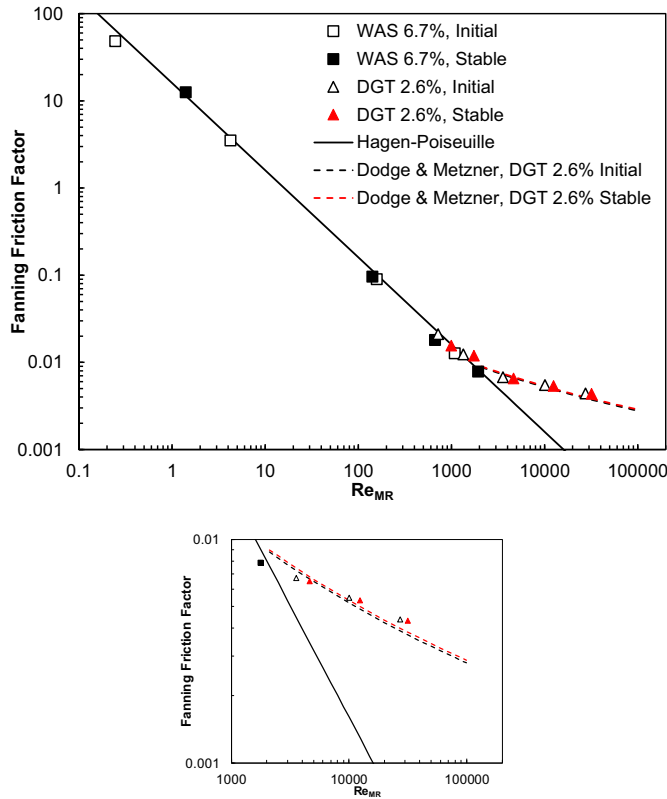 100
10
1
0.1
0.01
0.001
Fanning Friction Factor
WAS 6.7%, Initial
WAS 6.7%, Stable
DGT 2.6%, Initial
DGT 2.6%, Stable
Hagen-Poiseuille
Dodge & Metzner, DGT 2.6% Initial
Dodge & Metzner, DGT 2.6% Stable
0.1 1 10 100 1000 10000 100000
ReMR
0.01
0.001
Fanning Friction Factor
1000 10000 100000
ReMR